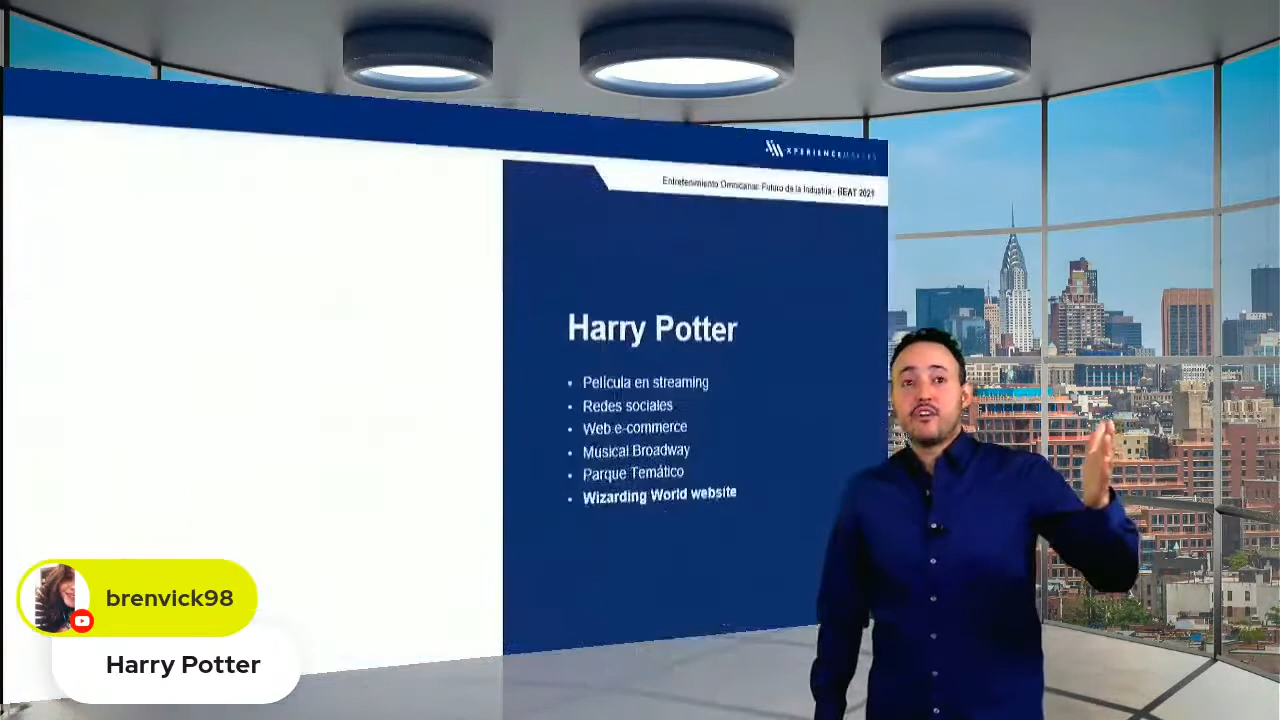 XPERIENCEMAKERS
Entretenimiento Omnicanal: Futuro de la Industria - IBEAT 2021
Harry Potter
• Película en streaming
• Redes sociales
• Web e-commerce
• Musical Broadway
• Parque Temático
• Wizarding World website
brenvick98
Harry Potter